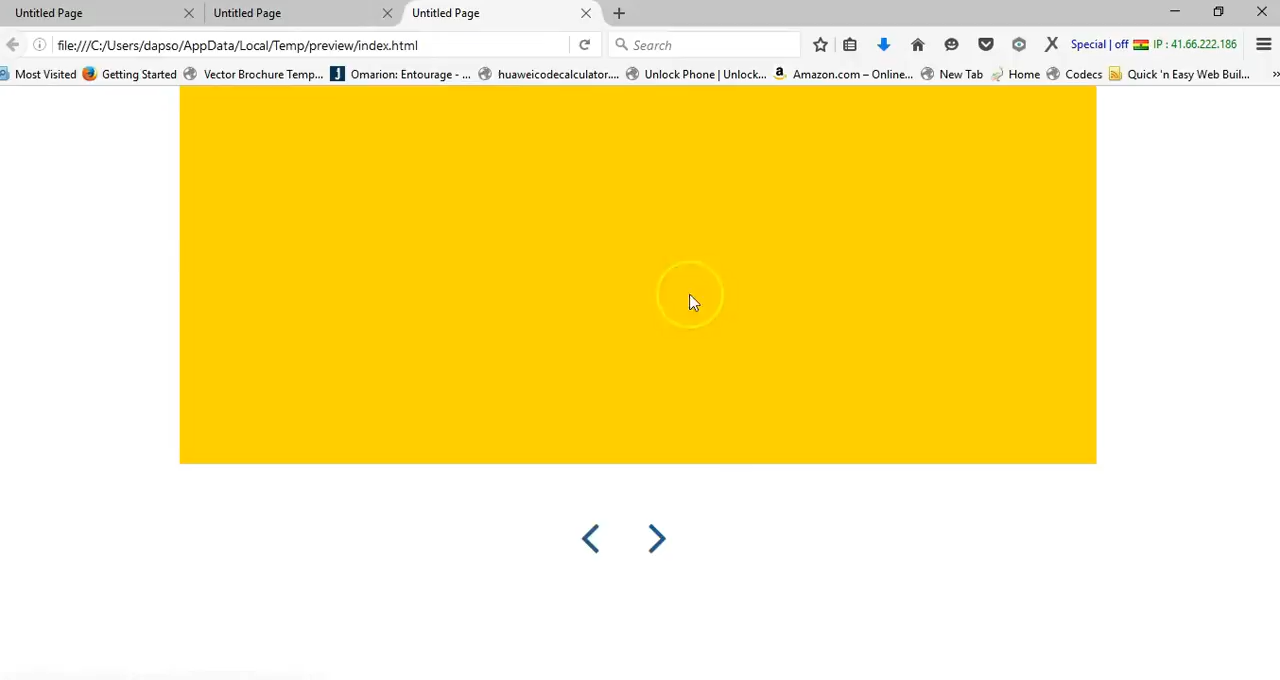 Untitled Page
Untitled Page
Untitled Page
file:///C:/Users/dapso/AppData/Local/Temp/preview/index.html
Search
Special | off IP : 41.66.222.186
Most Visited Getting Started Vector Brochure Temp... Omarion: Entourage - ... huaweicodecalculator.... Unlock Phone | Unlock... Amazon.com – Online... New Tab Home Codecs Quick 'n Easy Web Buil...